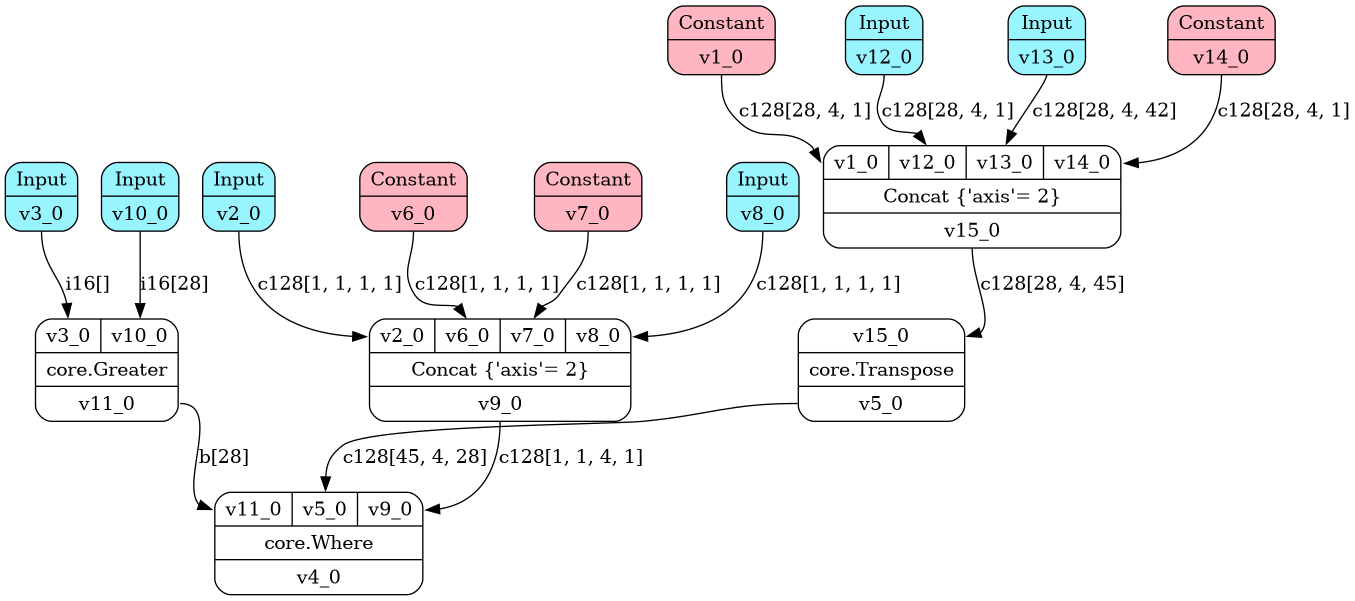 Constant
v1_0
Input
v12_0
Input
v13_0
Constant
v14_0
c128[28, 4, 1]
c128[28, 4, 1]
c128[28, 4, 42]
c128[28, 4, 1]
Input
v3_0
Input
v10_0
Input
v2_0
Constant
v6_0
Constant
v7_0
Input
v8_0
v1_0 v12_0 v13_0 v14_0
Concat {'axis'= 2}
v15_0
i16[]
i16[28]
c128[1, 1, 1, 1]
c128[1, 1, 1, 1]
c128[1, 1, 1, 1]
c128[1, 1, 1, 1]
c128[28, 4, 45]
v3_0 v10_0
core.Greater
v11_0
v2_0 v6_0 v7_0 v8_0
Concat {'axis'= 2}
v9_0
v15_0
core.Transpose
v5_0
b[28]
c128[45, 4, 28]
c128[1, 1, 4, 1]
v11_0 v5_0 v9_0
core.Where
v4_0